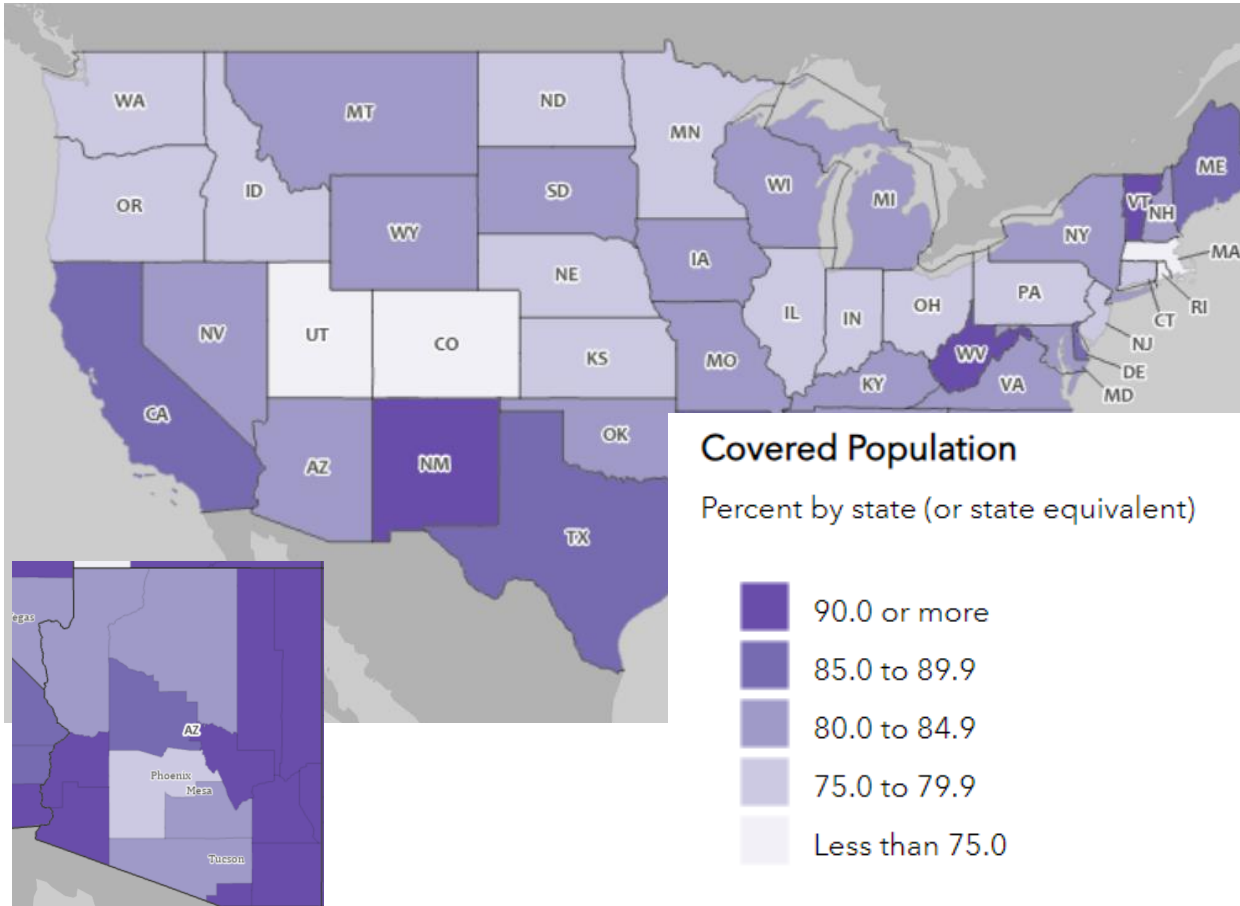 WA
MT
ND
MN
ME
OR
ID
SD
WI
MI
VT
NH
NY
WY
MA
IA
NE
PA
RI
NV
UT
CO
IL
IN
OH
CT
NJ
KS
MO
WV
DE
KY
VA
MD
CA
AZ
NM
OK
TX
Covered Population
Percent by state (or state equivalent)
90.0 or more
85.0 to 89.9
80.0 to 84.9
75.0 to 79.9
Less than 75.0
egas
AZ
Phoenix
Mesa
Tucson